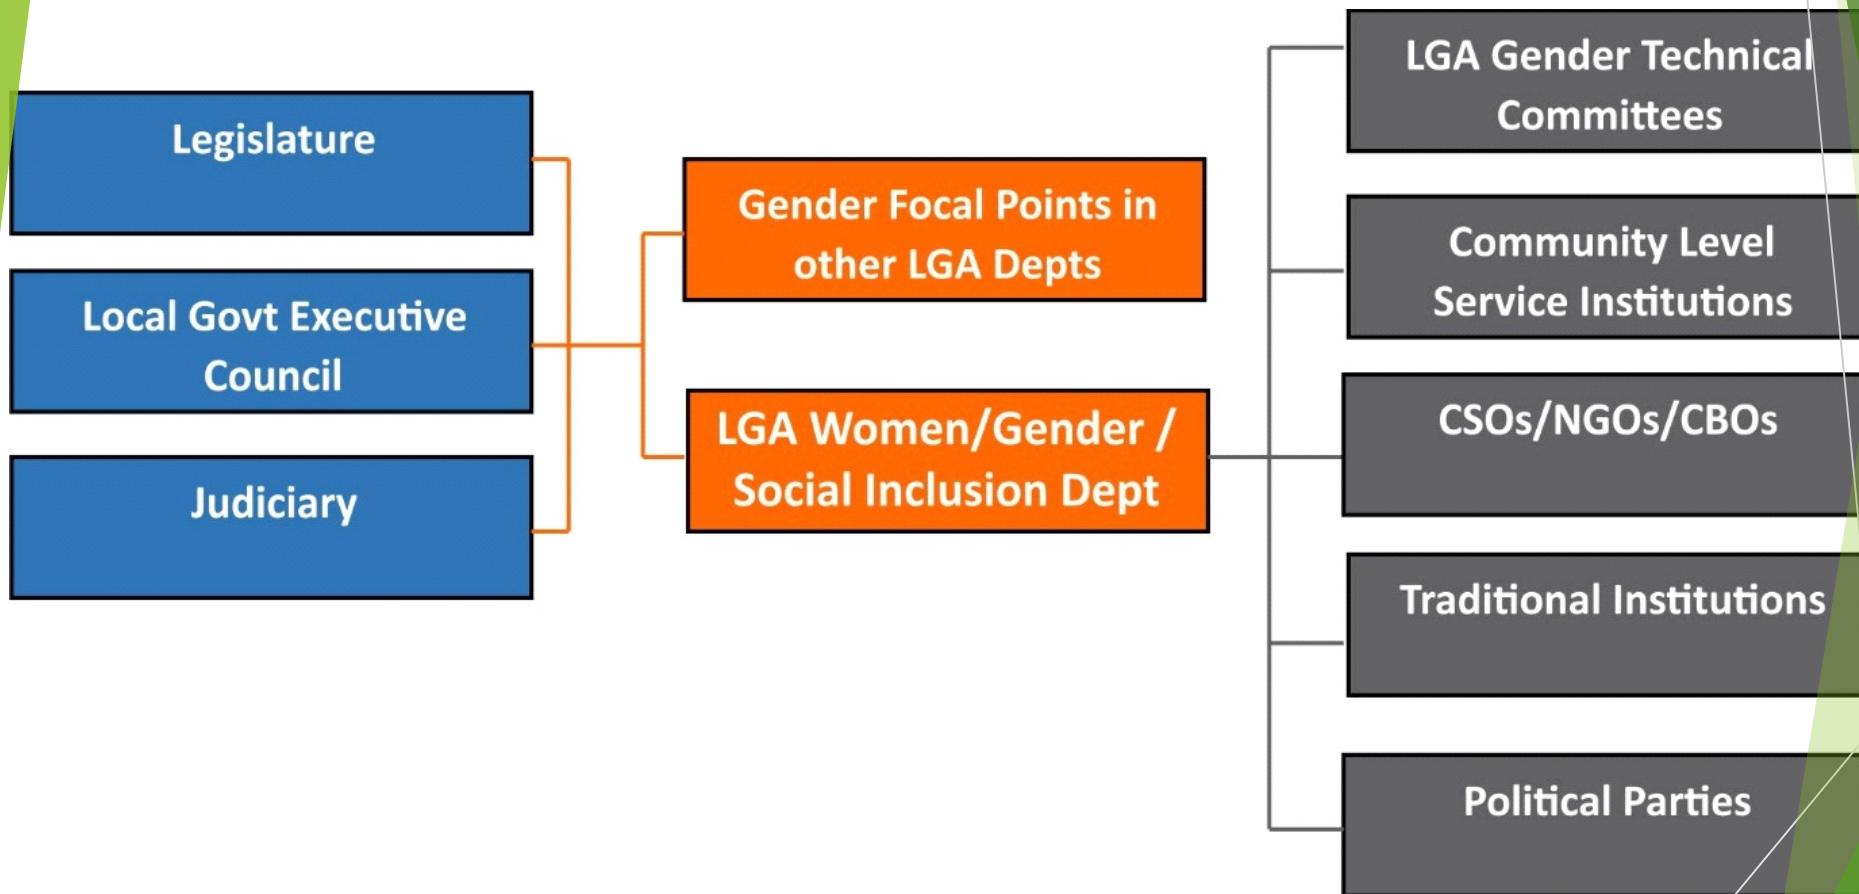 Legislature
Local Govt Executive
Council
Judiciary
Gender Focal Points in
other LGA Depts
LGA Women/Gender /
Social Inclusion Dept
LGA Gender Technical
Committees
Community Level
Service Institutions
CSOs/NGOs/CBOs
Traditional Institutions
Political Parties